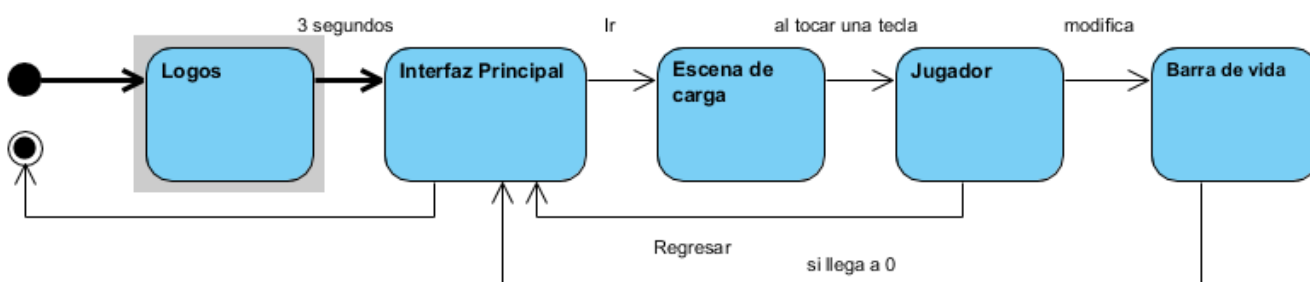 3 segundos
Ir
al tocar una tecla
modifica
Logos
Interfaz Principal
Escena de
carga
Jugador
Barra de vida
Regresar
si llega a 0